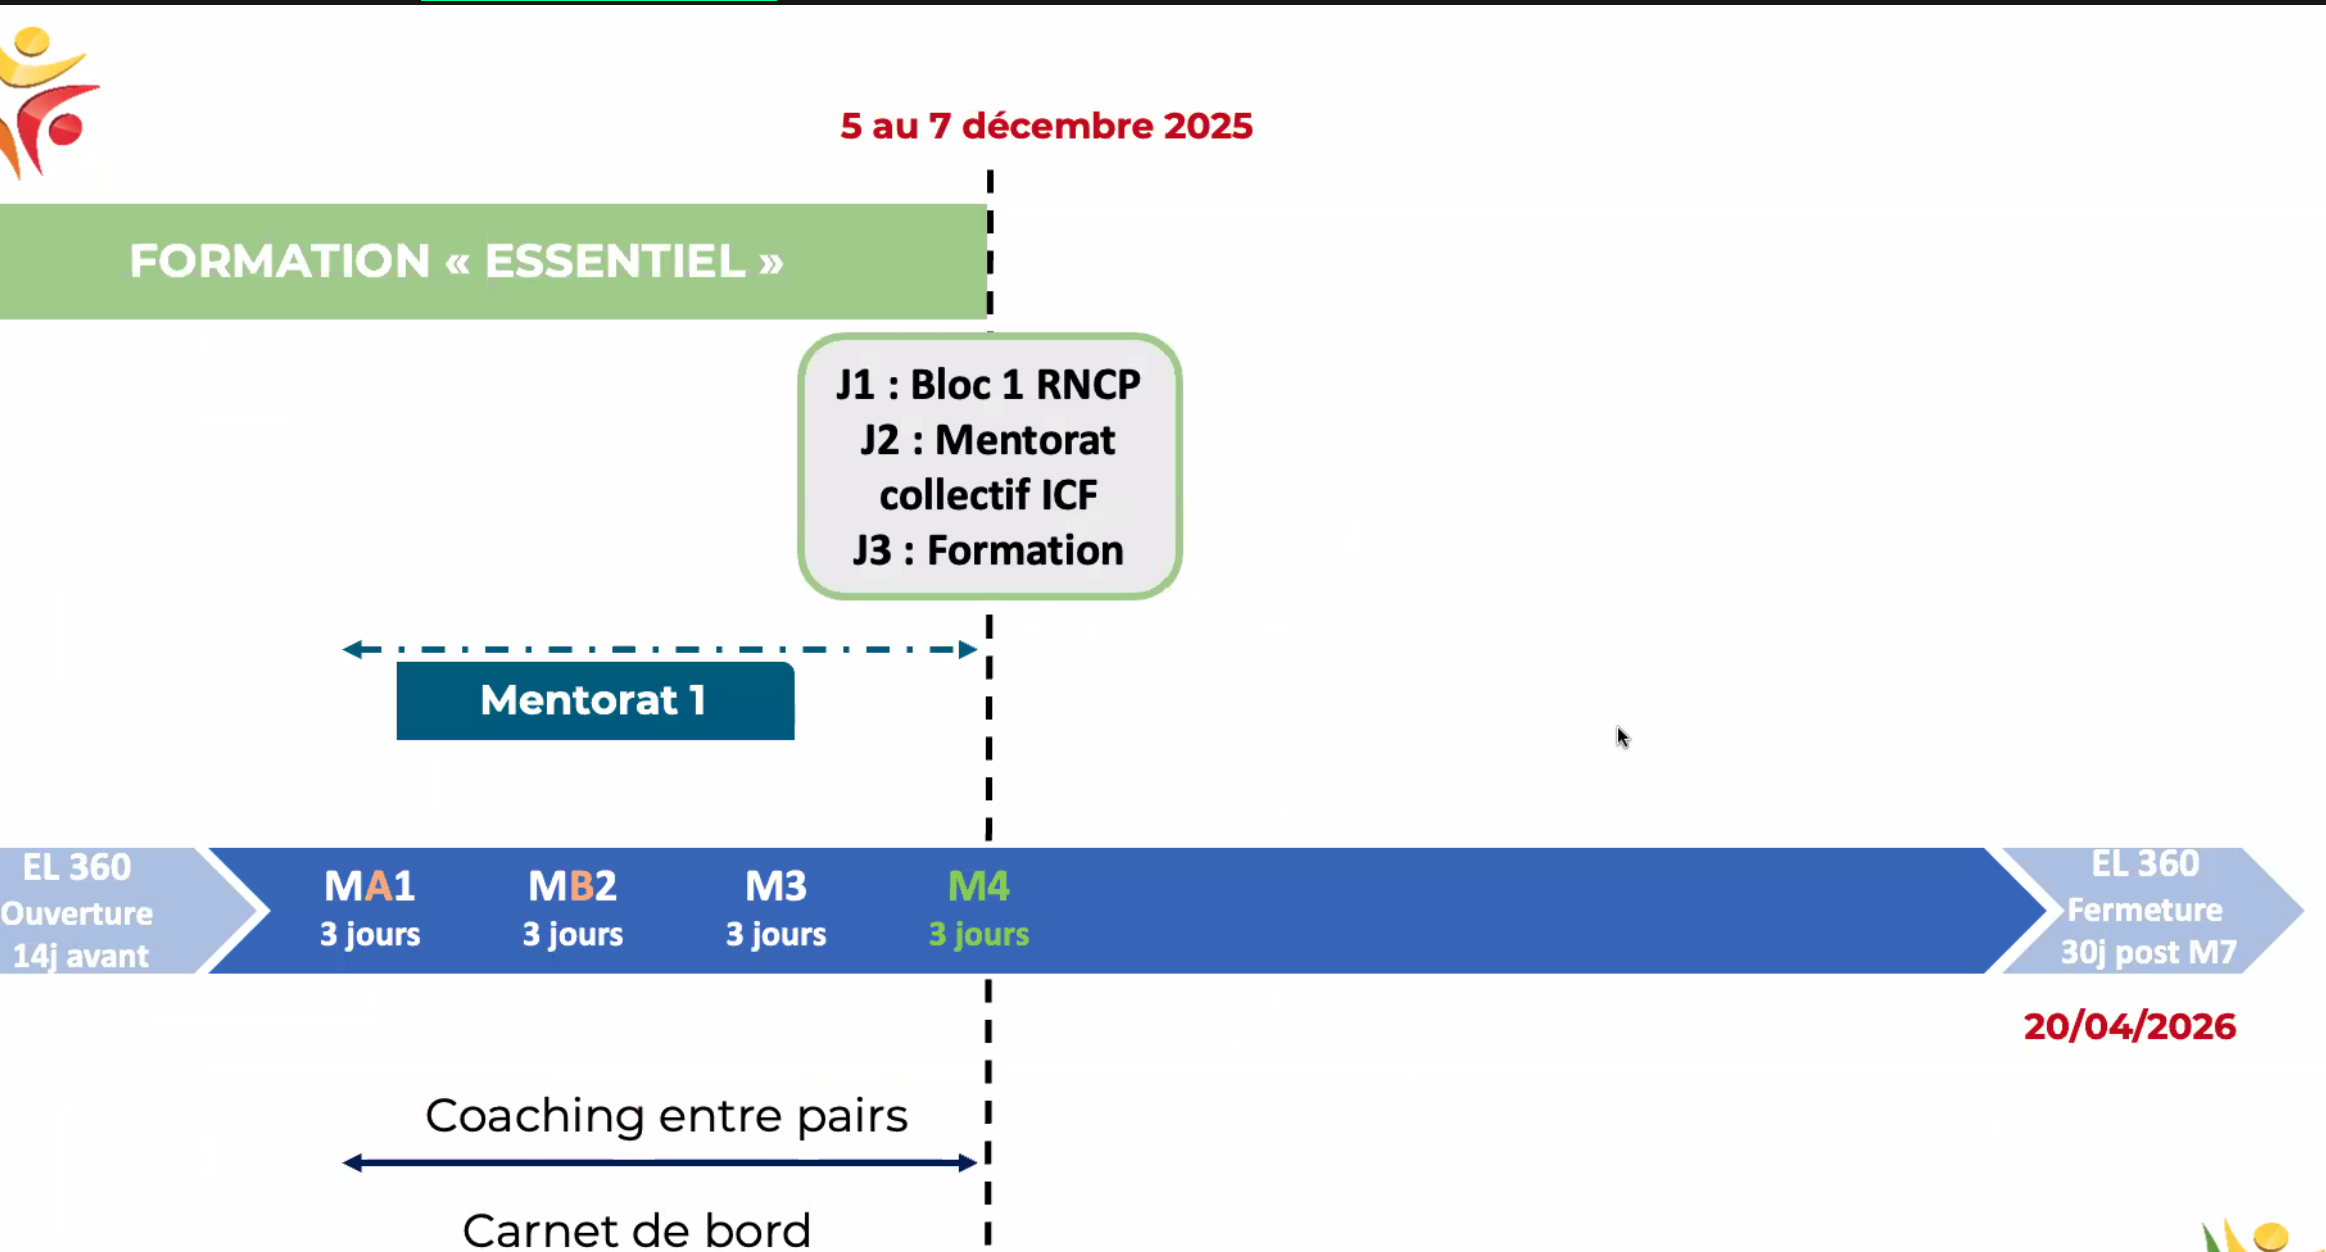 5 au 7 décembre 2025
FORMATION « ESSENTIEL »
J1 : Bloc 1 RNCP
J2 : Mentorat
collectif ICF
J3 : Formation
Mentorat 1
EL 360
Ouverture
14j avant
MA1
3 jours
MB2
3 jours
M3
3 jours
M4
3 jours
EL 360
Fermeture
30j post M7
20/04/2026
Coaching entre pairs
Carnet de bord